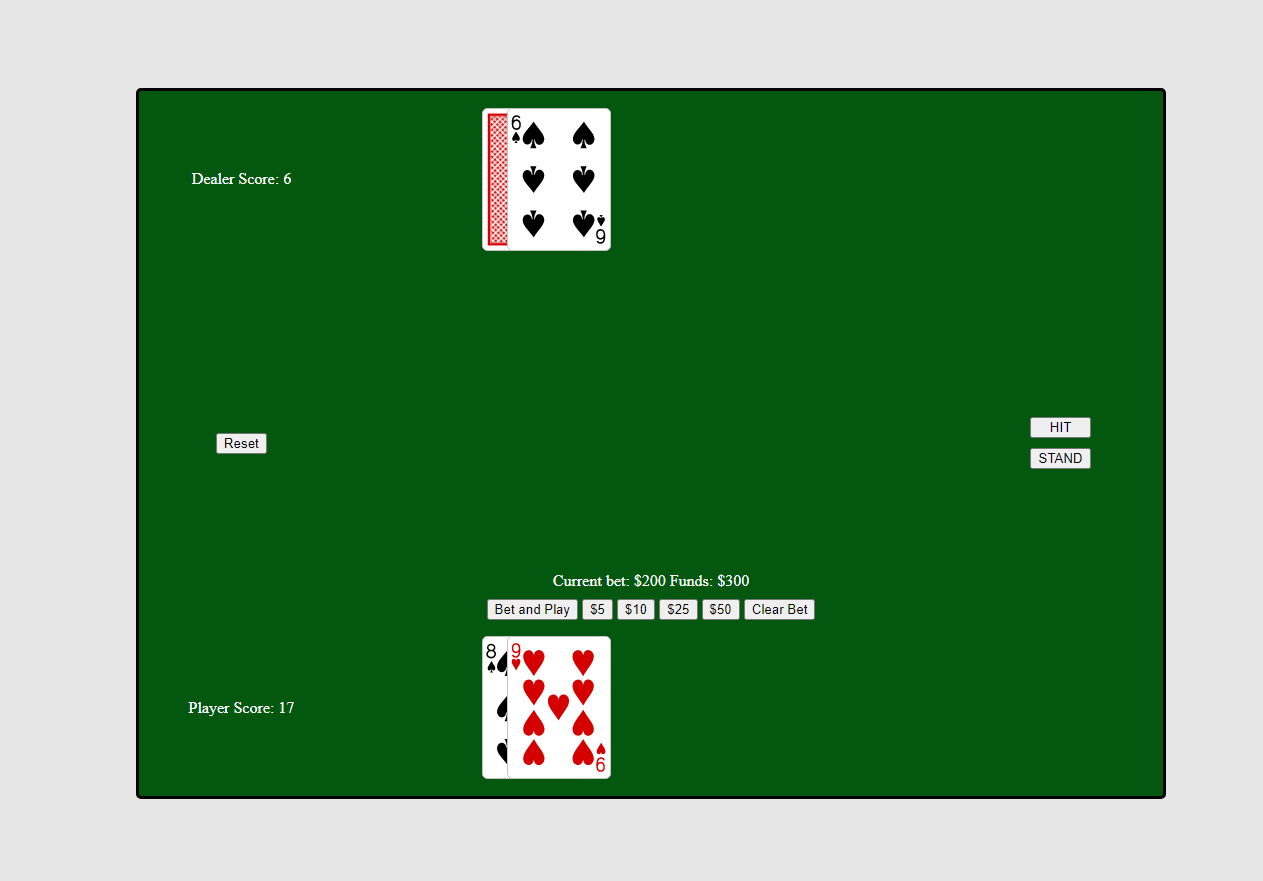 6
Dealer Score: 6
6
HIT
Reset
STAND
Current bet: $200 Funds: $300
Bet and Play $5 $10 $25 $50 Clear Bet
8 9
Player Score: 17
9